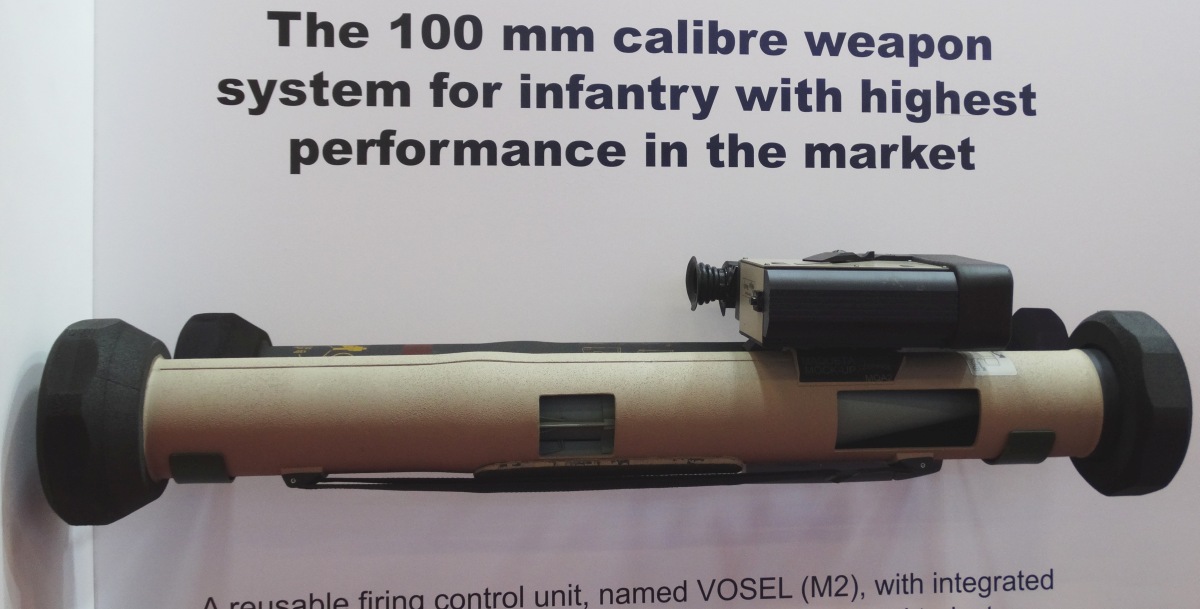 The 100 mm calibre weapon
system for infantry with highest
performance in the market
A reusable firing control unit, named VOSEL (M2), with integrated